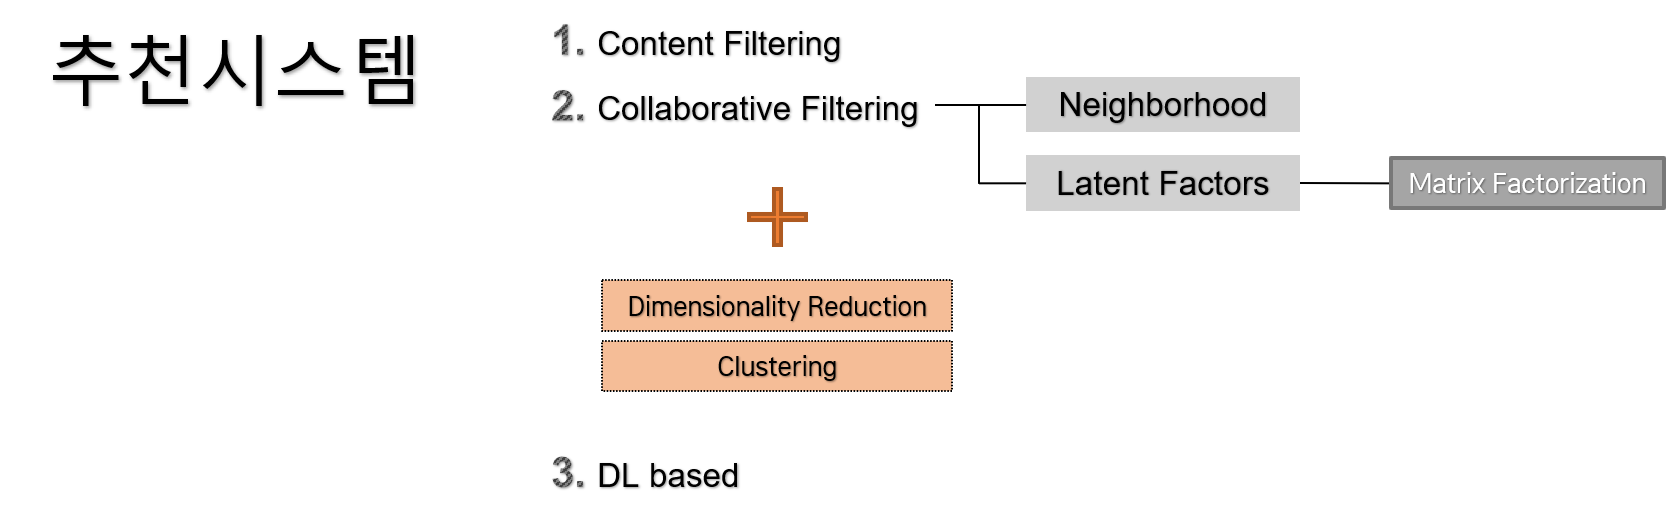 추천시스템
1. Content Filtering
2. Collaborative Filtering
Neighborhood
Latent Factors
Matrix Factorization
Dimensionality Reduction
Clustering
3. DL based